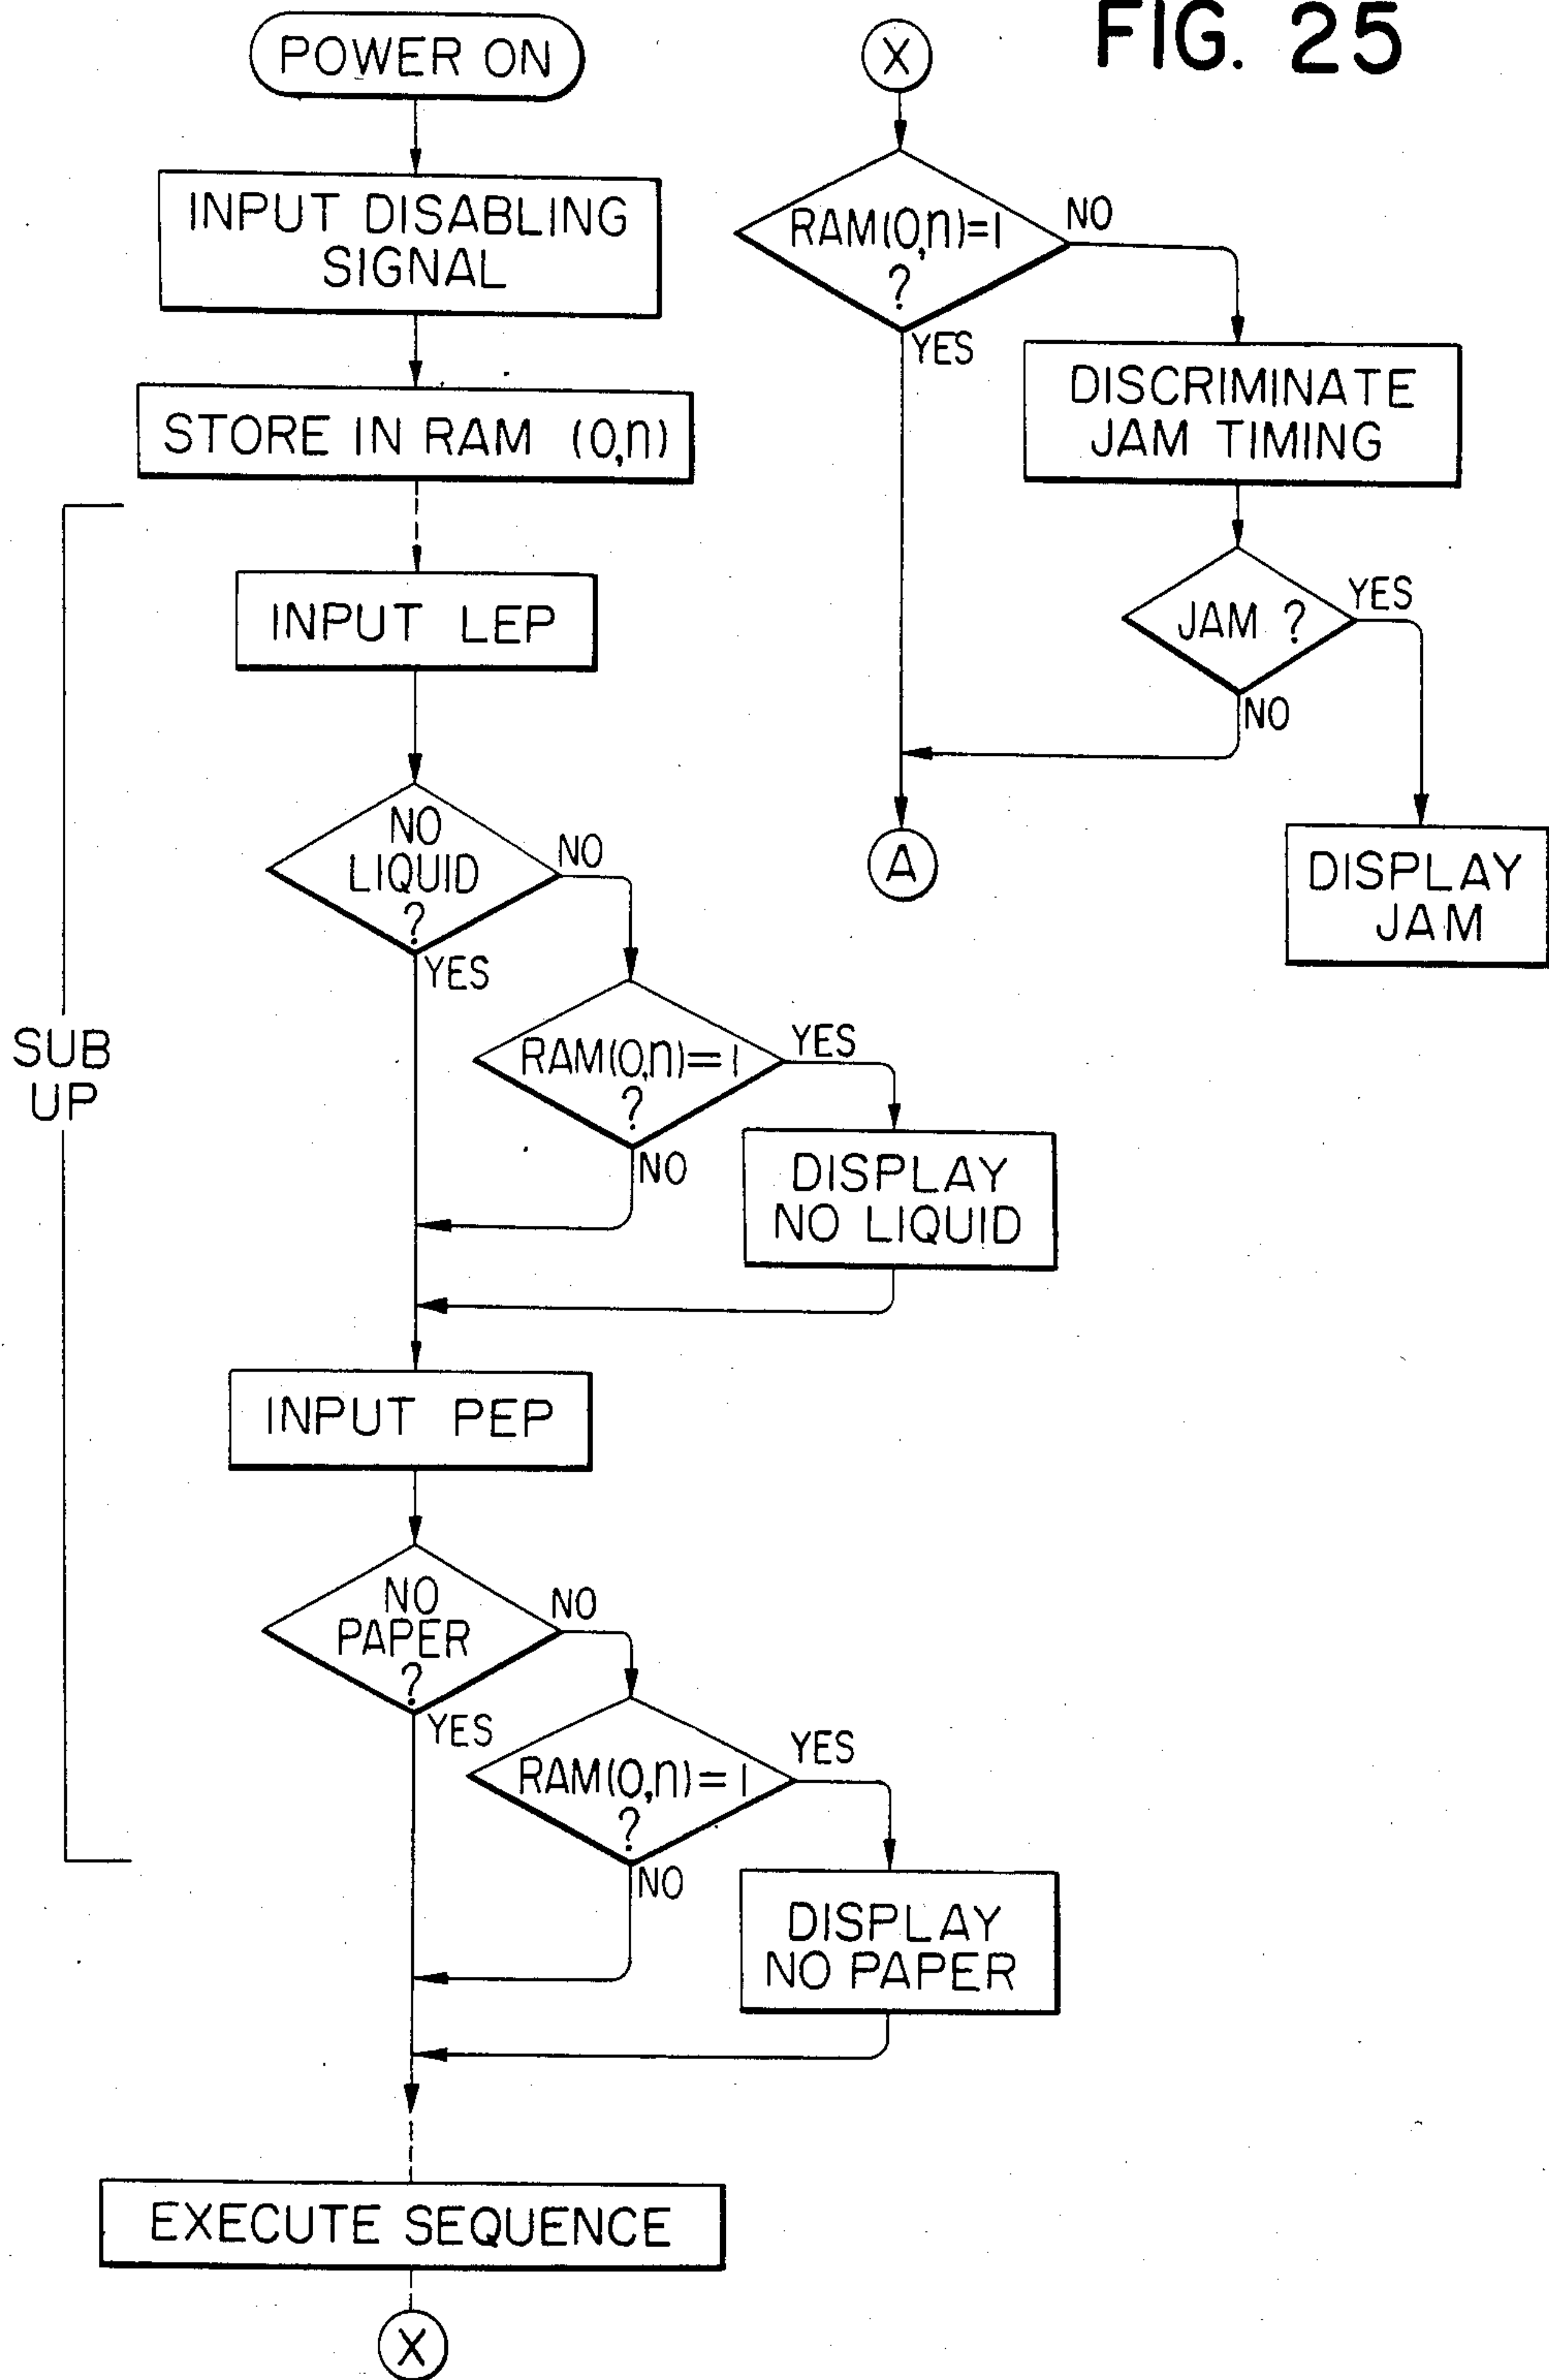 FIG. 25
POWER ON
INPUT DISABLING
SIGNAL
STORE IN RAM (0,n)
INPUT LEP
NO
LIQUID
?
NO
YES
RAM(0,n)=1
?
YES
NO
DISPLAY
NO LIQUID
SUB
UP
INPUT PEP
NO
PAPER
?
NO
YES
RAM(0,n)=1
?
YES
NO
DISPLAY
NO PAPER
EXECUTE SEQUENCE
X
X
RAM(0,n)=1
?
NO
YES
DISCRIMINATE
JAM TIMING
JAM ?
YES
NO
A
DISPLAY
JAM